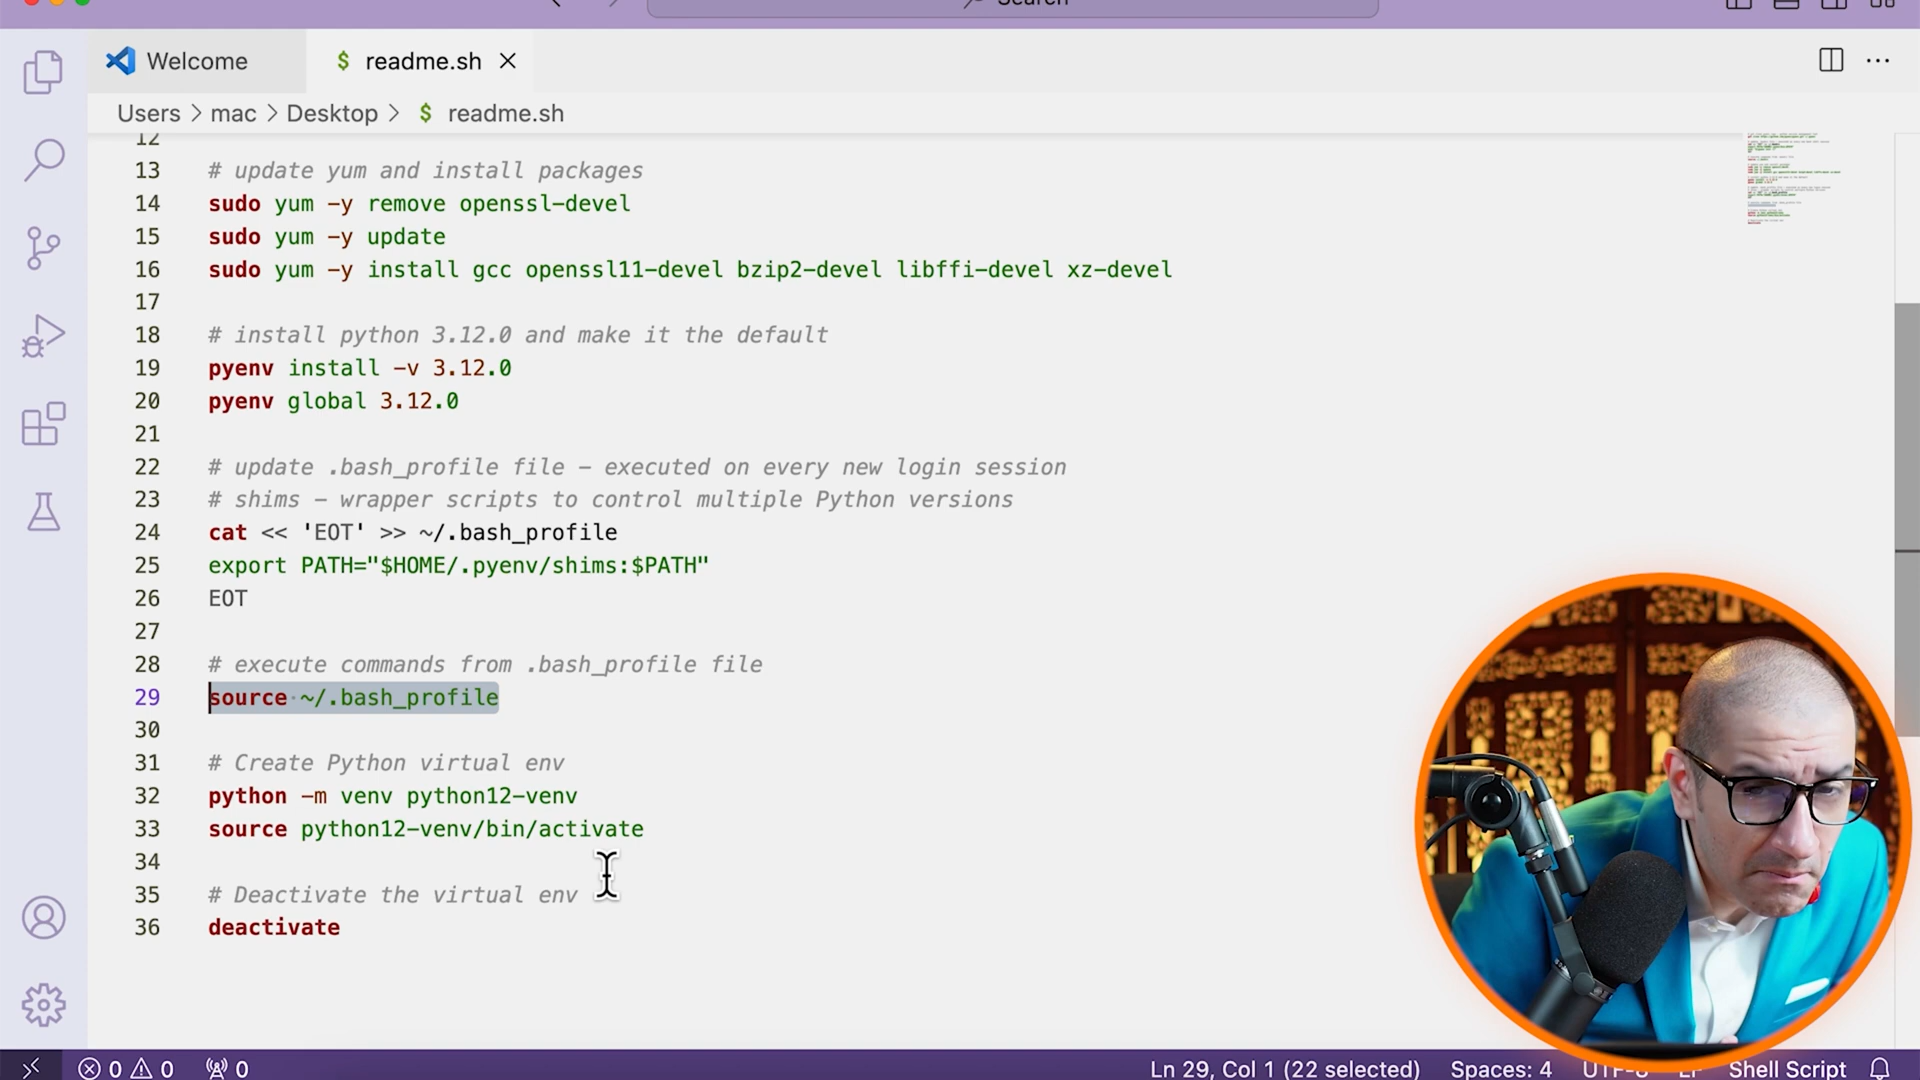 Search
Welcome
$ readme.sh
Users > mac > Desktop > $ readme.sh
12
13 # update yum and install packages
14 sudo yum -y remove openssl-devel
15 sudo yum -y update
16 sudo yum -y install gcc openssl11-devel bzip2-devel libffi-devel xz-devel
17
18 # install python 3.12.0 and make it the default
19 pyenv install -v 3.12.0
20 pyenv global 3.12.0
21
22 # update .bash_profile file - executed on every new login session
23 # shims - wrapper scripts to control multiple Python versions
24 cat << 'EOT' >> ~/.bash_profile
25 export PATH="$HOME/.pyenv/shims:$PATH"
26 EOT
27
28 # execute commands from .bash_profile file
29 source ~/.bash_profile
30
31 # Create Python virtual env
32 python -m venv python12-venv
33 source python12-venv/bin/activate
34
35 # Deactivate the virtual env
36 deactivate
0 0 0 Ln 29, Col 1 (22 selected) Spaces: 4 UTF-8 LF Shell Script